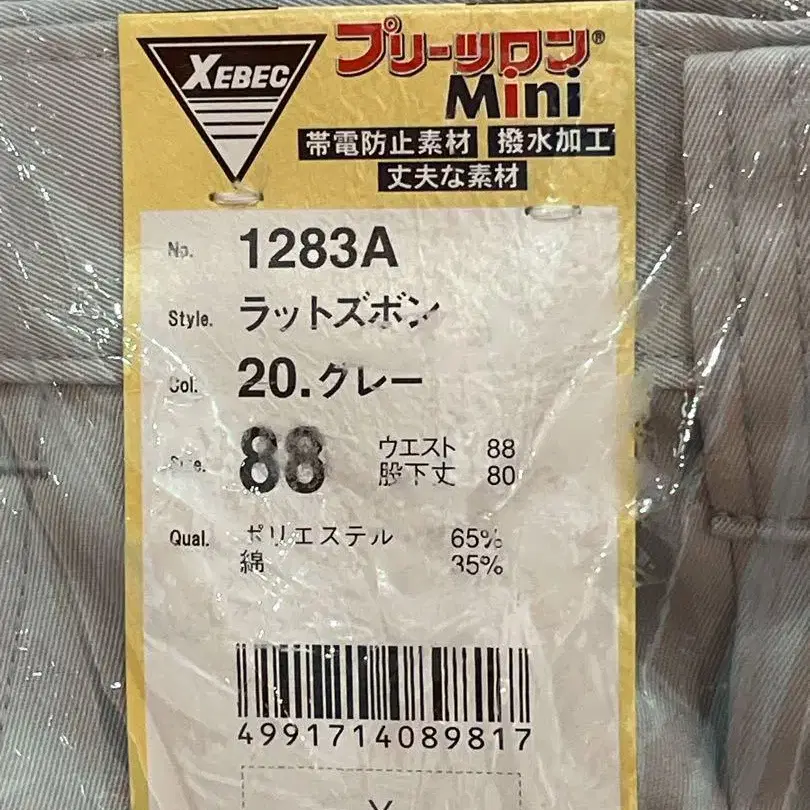 XEBEC
プリーツロン®
Mini
帯電防止素材 撥水加工
丈夫な素材
No. 1283A
Style. ラットズボン
Col. 20.グレー
Size. 88 ウエスト 88
股下丈 80
Qual. ポリエステル 65%
綿 35%
4991714089817